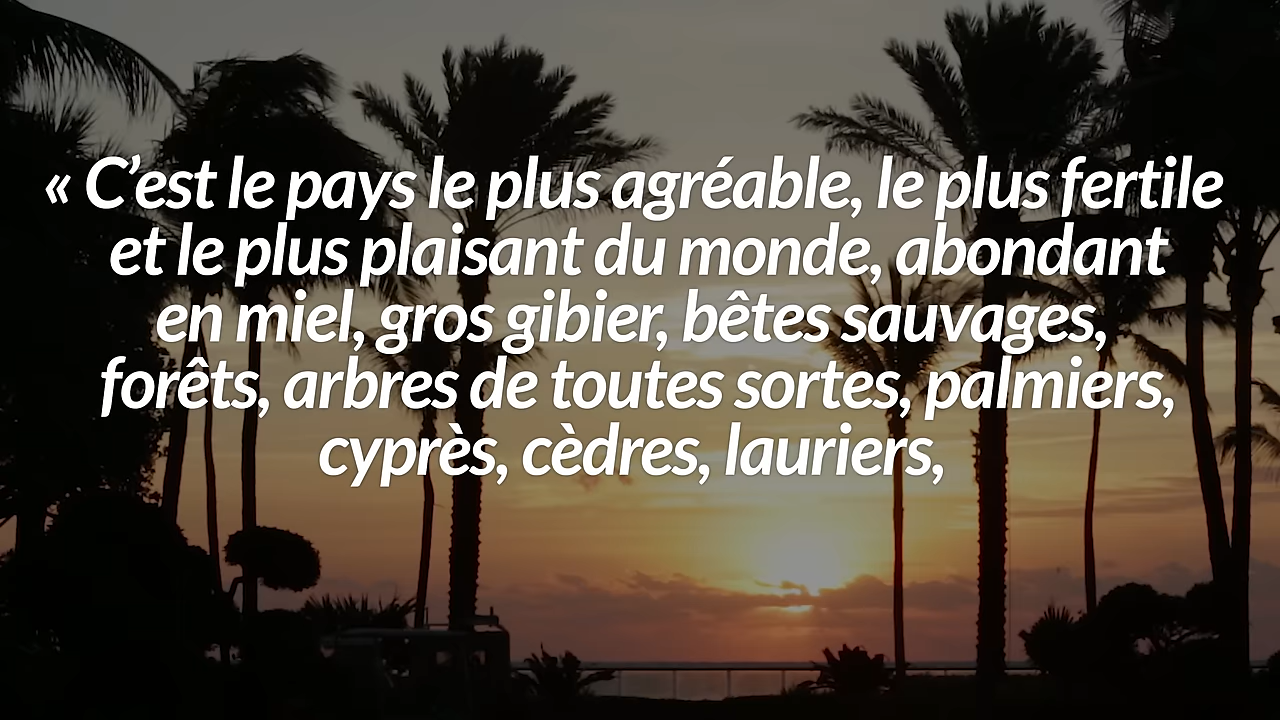 « C’est le pays le plus agréable, le plus fertile
et le plus plaisant du monde, abondant
en miel, gros gibier, bêtes sauvages,
forêts, arbres de toutes sortes, palmiers,
cyprès, cèdres, lauriers,